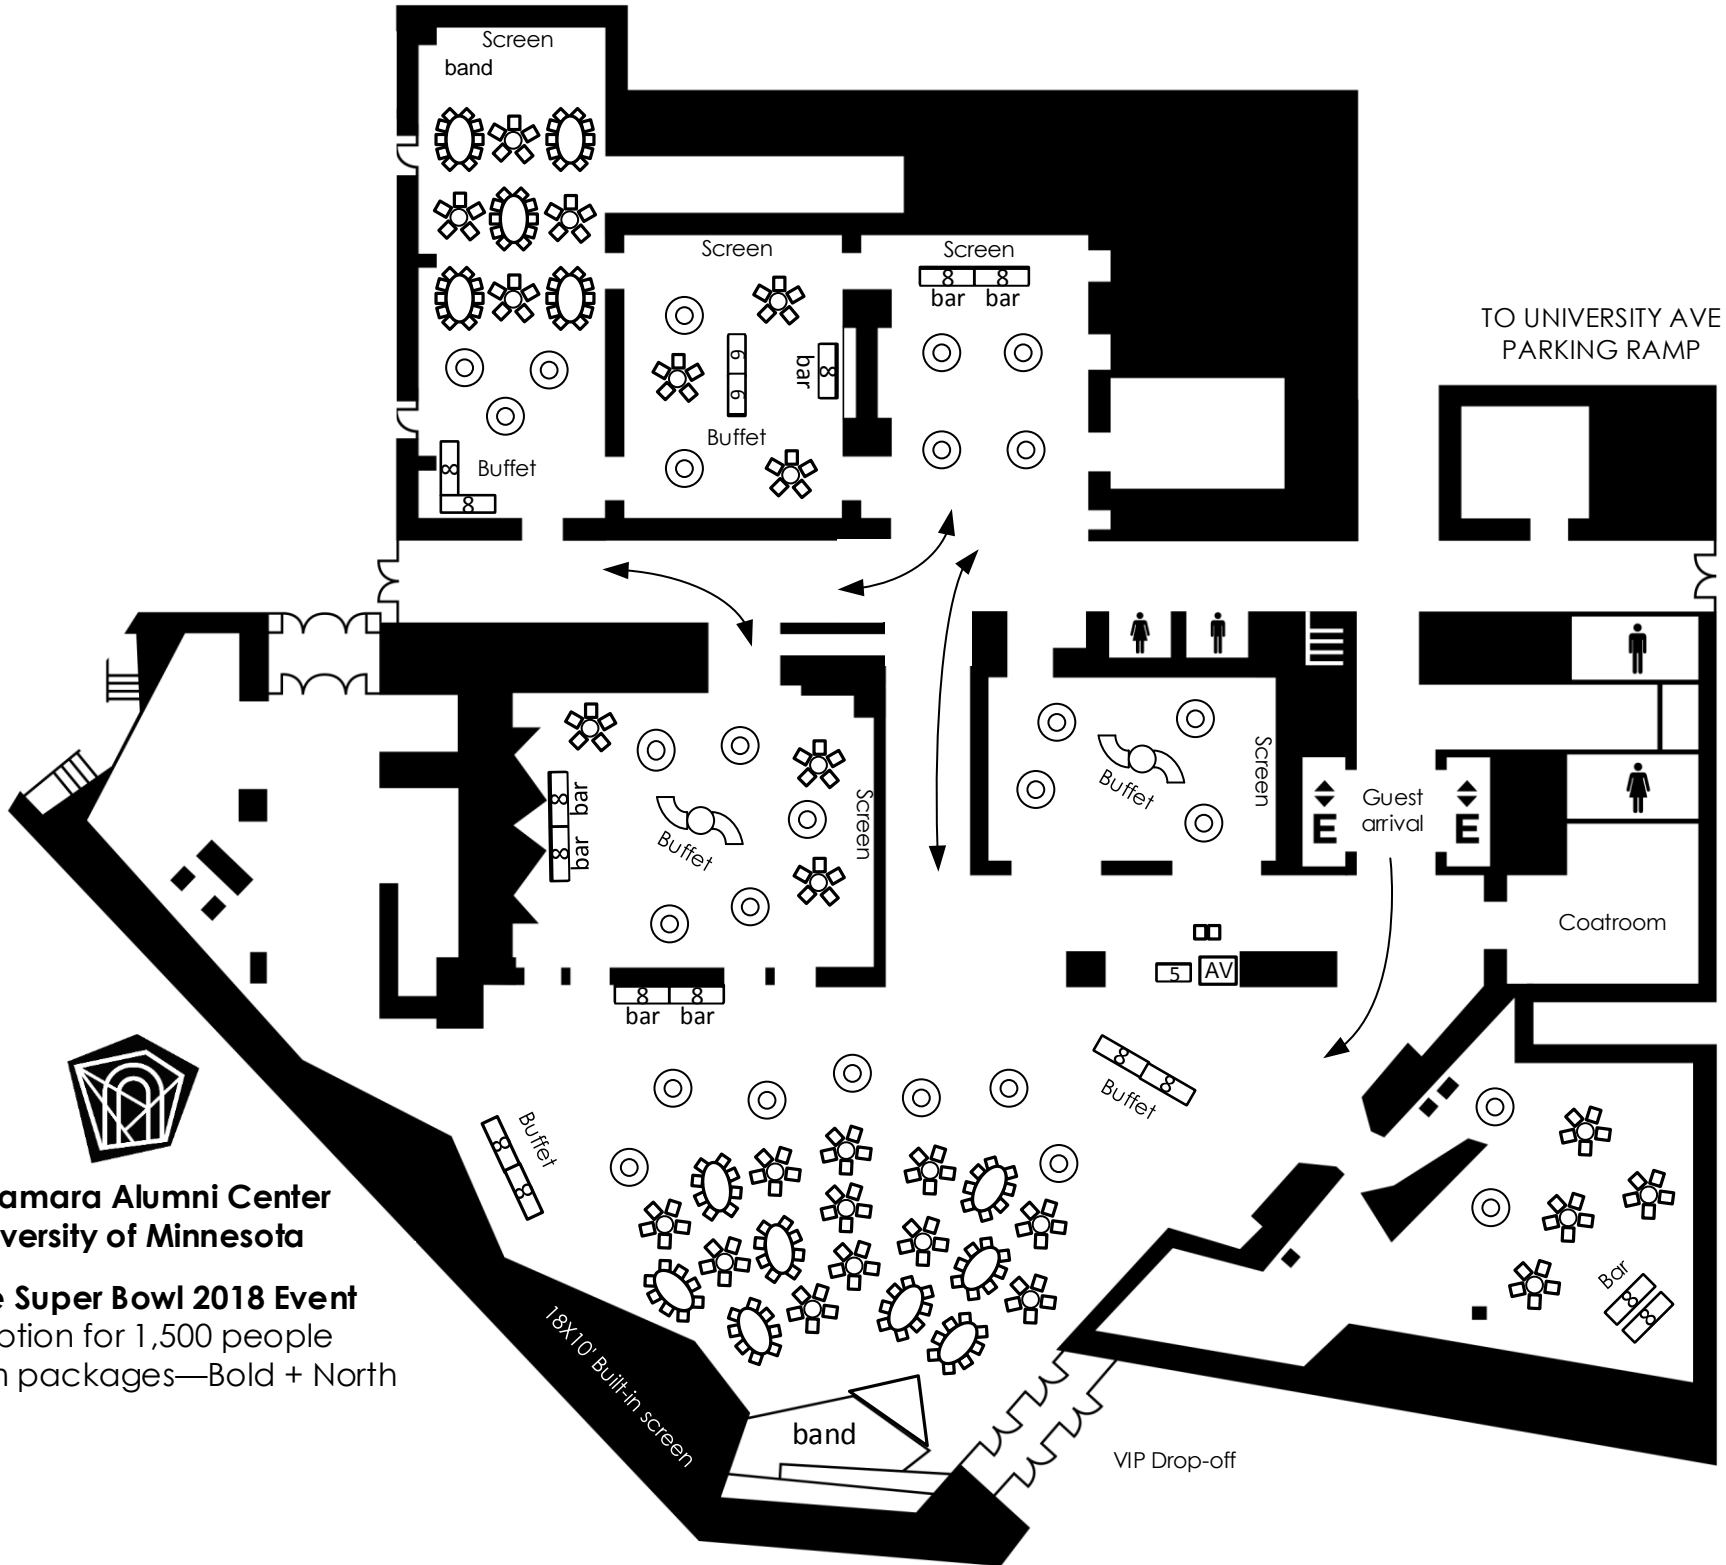 Screen
band
Screen
Screen
8 8
bar bar
TO UNIVERSITY AVE
PARKING RAMP
6
6
bar
8
Buffet
8
Buffet
8
Screen
Guest
arrival
E
E
Buffet
8
bar
8
bar
Screen
Buffet
Coatroom
5
AV
8 8
bar bar
8
8
Buffet
8
8
Buffet
amara Alumni Center
versity of Minnesota
Super Bowl 2018 Event
ption for 1,500 people
packages—Bold + North
18X10' Built-in screen
Bar
8
8
band
VIP Drop-off